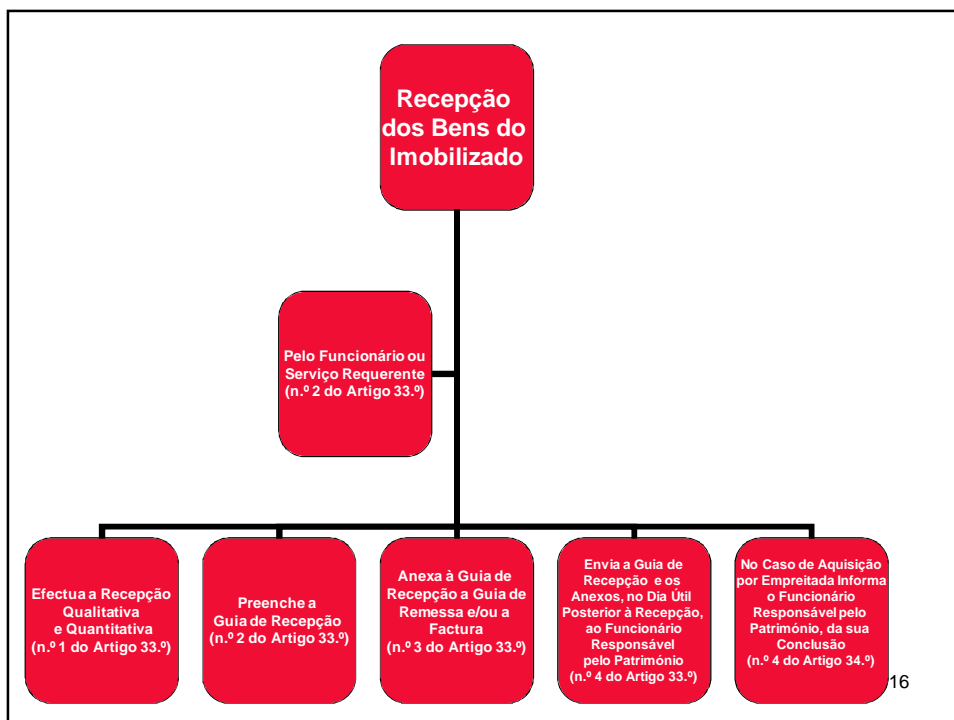 Recepção
dos Bens do
Imobilizado
Pelo Funcionário ou
Serviço Requerente
(n.º 2 do Artigo 33.º)
Efectua a Recepção
Qualitativa
e Quantitativa
(n.º 1 do Artigo 33.º)
Preenche a
Guia de Recepção
(n.º 2 do Artigo 33.º)
Anexa à Guia de
Recepção a Guia de
Remessa e/ou a
Factura
(n.º 3 do Artigo 33.º)
Envia a Guia de
Recepção e os
Anexos, no Dia Útil
Posterior à Recepção,
ao Funcionário
Responsável
pelo Património
(n.º 4 do Artigo 33.º)
No Caso de Aquisição
por Empreitada Informa
o Funcionário
Responsável pelo
Património, da sua
Conclusão
(n.º 4 do Artigo 34.º)
16